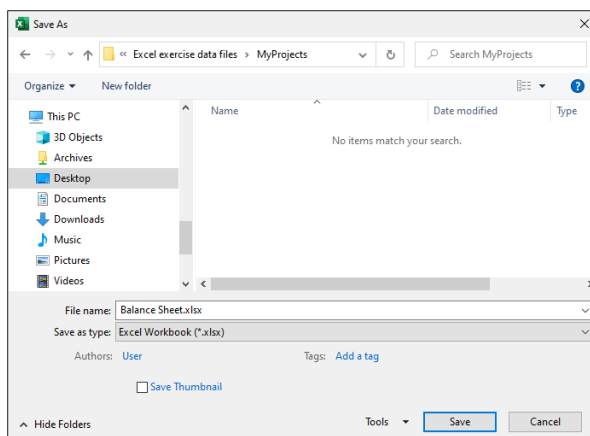 Save As
« Excel exercise data files › MyProjects
Search MyProjects
Organize
New folder
?
This PC
3D Objects
Archives
Desktop
Documents
Downloads
Music
Pictures
Videos
Name
Date modified
Type
No items match your search.
File name: Balance Sheet.xlsx
Save as type: Excel Workbook (*.xlsx)
Authors: User
Tags: Add a tag
Save Thumbnail
Hide Folders
Tools
Save
Cancel